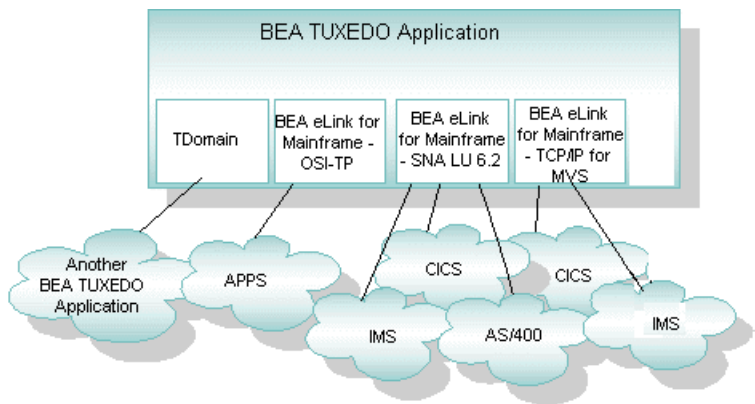 BEA TUXEDO Application
TDomain
BEA eLink for
Mainframe -
OSI-TP
BEA eLink
for Mainframe
- SNA LU 6.2
BEA eLink
for Mainframe
- TCP/IP for
MVS
Another
BEA TUXEDO
Application
APPS
CICS
CICS
IMS
AS/400
IMS